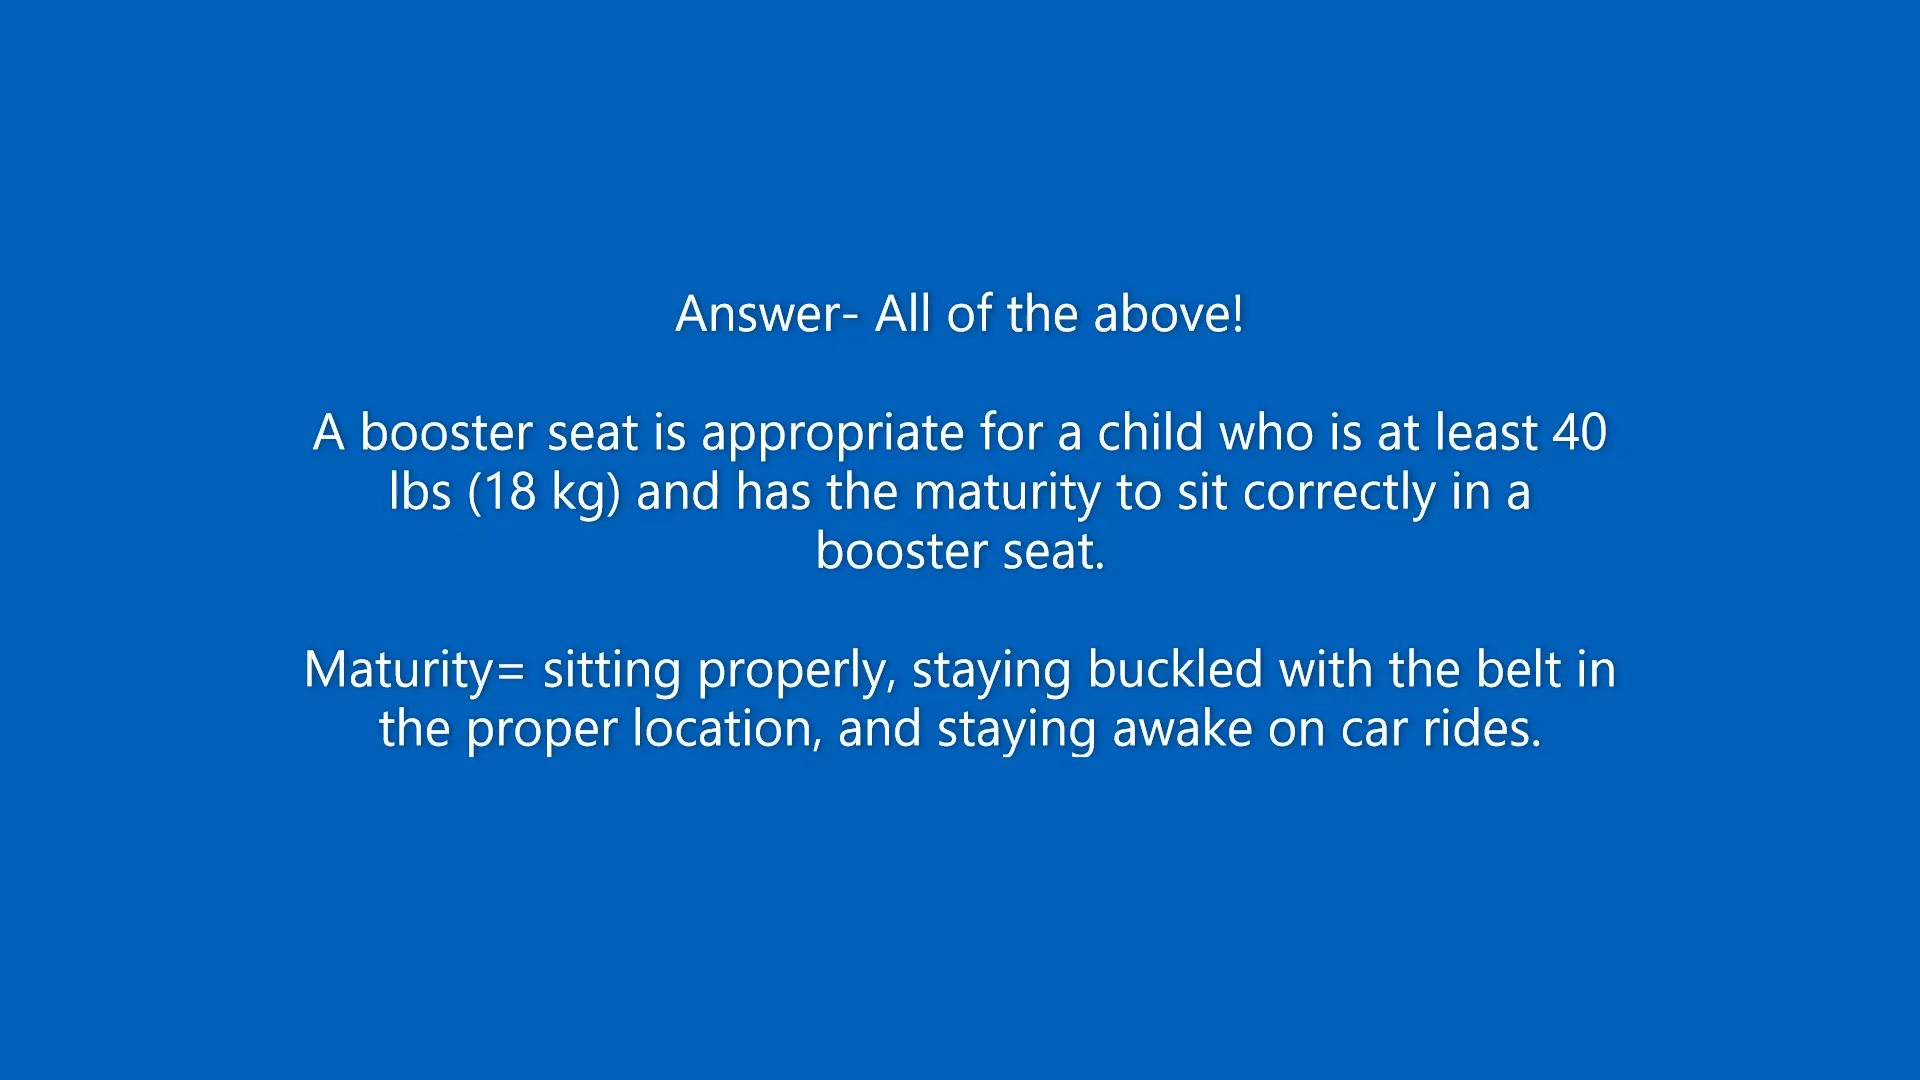 Answer- All of the above!
A booster seat is appropriate for a child who is at least 40
lbs (18 kg) and has the maturity to sit correctly in a
booster seat.
Maturity= sitting properly, staying buckled with the belt in
the proper location, and staying awake on car rides.